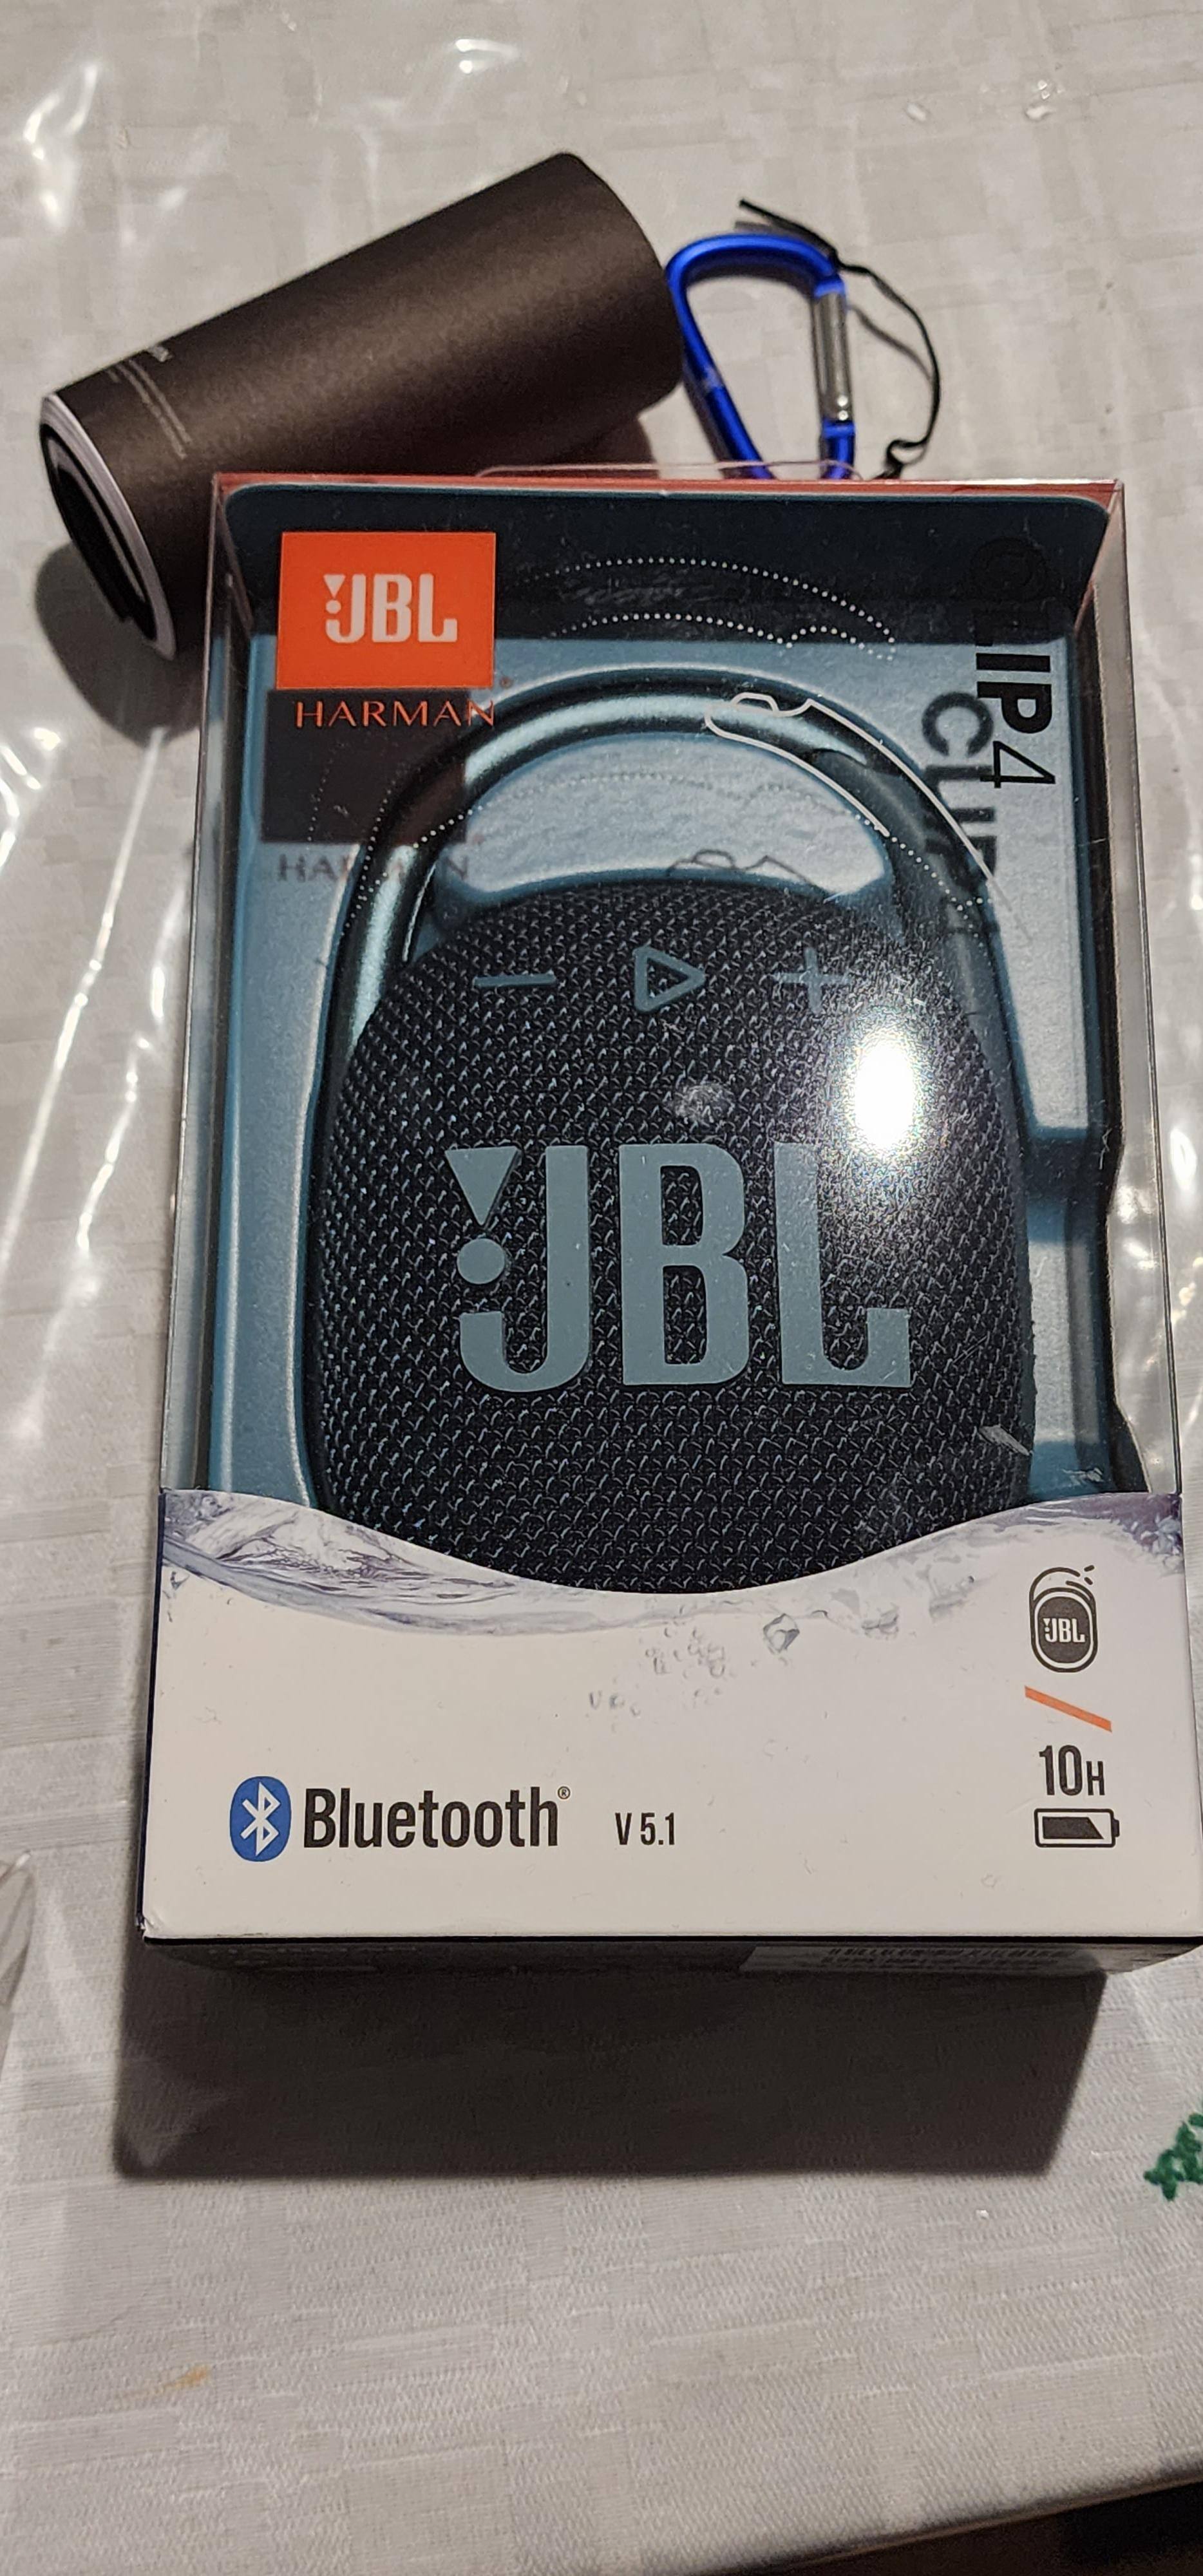 JBL
HARMAN
CLIP4
JBL
JBL
10H
Bluetooth® V 5.1